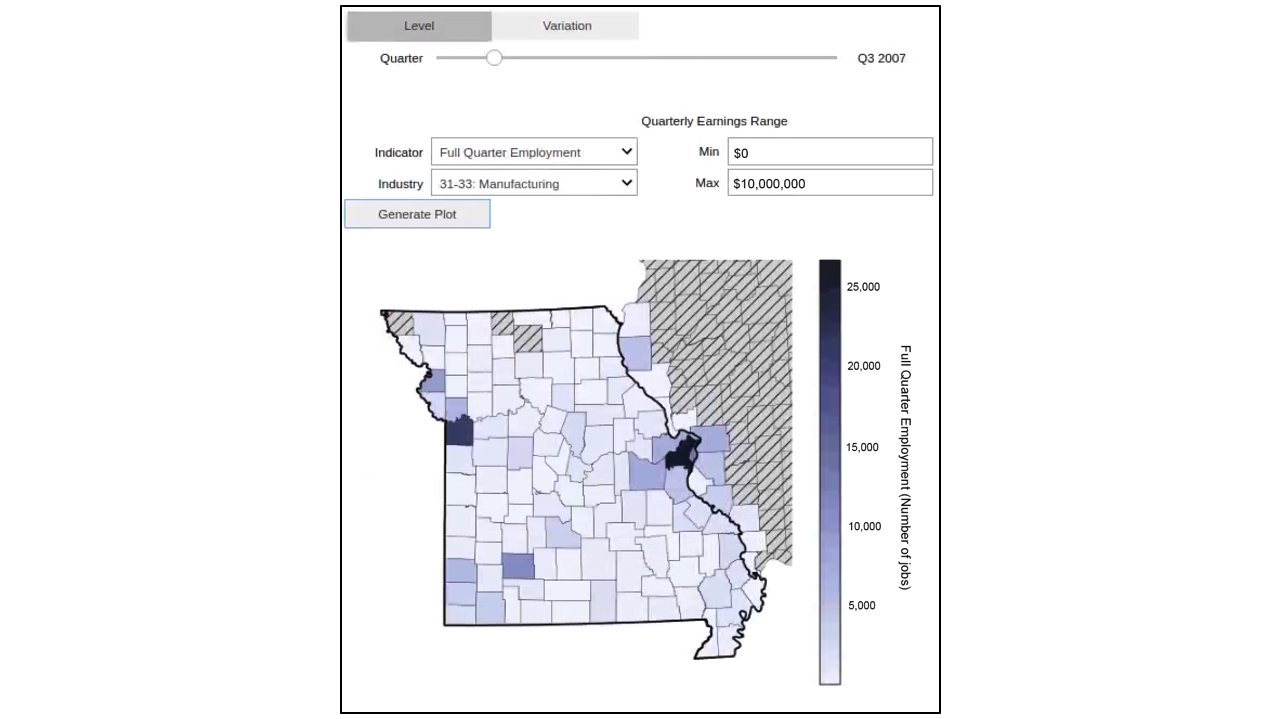 Level Variation
Quarter Q3 2007
Quarterly Earnings Range
Indicator Full Quarter Employment Min $0
Industry 31-33: Manufacturing Max $10,000,000
Generate Plot
25,000
20,000
15,000
10,000
5,000
Full Quarter Employment (Number of jobs)